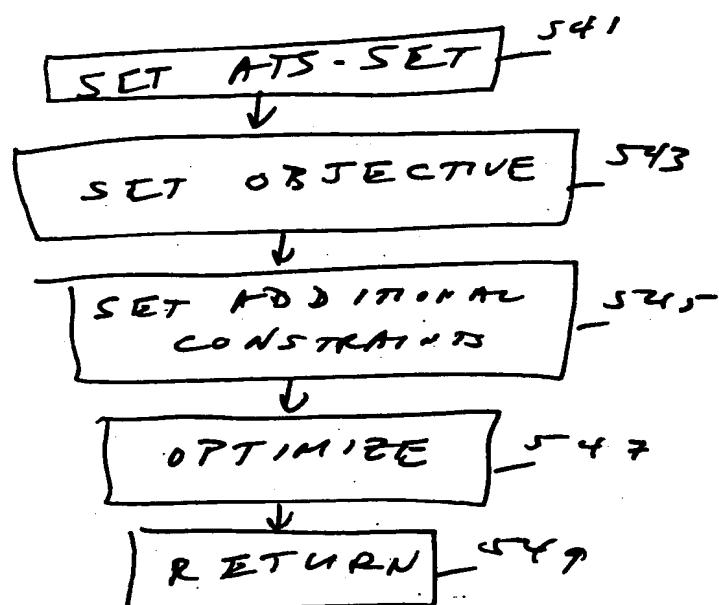 541
SET ATS-SET
543
SET OBJECTIVE
545
SET ADDITIONAL
CONSTRAINTS
547
OPTIMIZE
549
RETURN